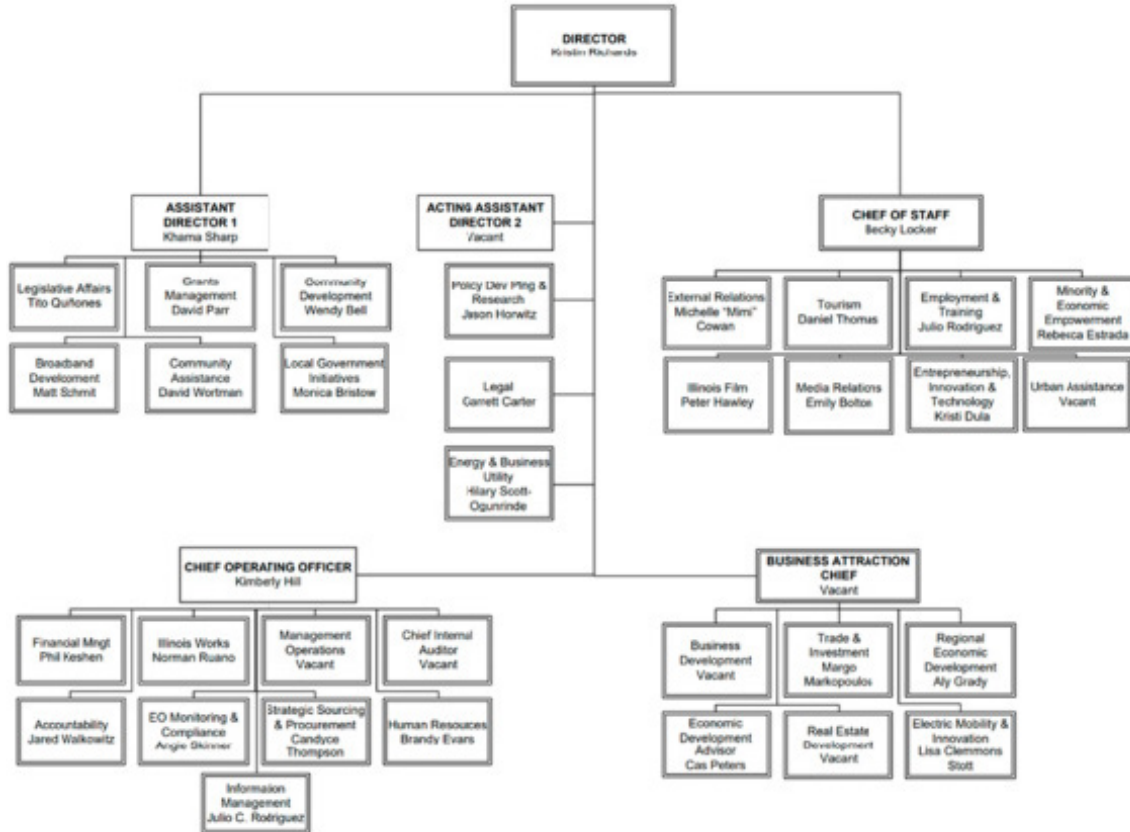 DIRECTOR
Kristin Richards
ASSISTANT
DIRECTOR 1
Khama Sharp
ACTING ASSISTANT
DIRECTOR 2
Vacant
CHIEF OF STAFF
Becky Locker
Legislative Affairs
Tito Quiñones
Grants
Management
David Parr
Community
Development
Wendy Bell
Broadband
Development
Matt Schmit
Community
Assistance
David Wortman
Local Government
Initiatives
Monica Bristow
Policy Dev Plng &
Research
Jason Horwitz
Legal
Garrett Carter
Energy & Business
Utility
Hilary Scott-
Ogunrinde
External Relations
Michelle "Mimi"
Cowan
Tourism
Daniel Thomas
Employment &
Training
Julio Rodriguez
Minority &
Economic
Empowerment
Rebecca Estrada
Illinois Film
Peter Hawley
Media Relations
Emily Bolton
Entrepreneurship,
Innovation &
Technology
Kristi Dula
Urban Assistance
Vacant
CHIEF OPERATING OFFICER
Kimberly Hill
BUSINESS ATTRACTION
CHIEF
Vacant
Financial Mngt
Phil Keshen
Illinois Works
Norman Ruano
Management
Operations
Vacant
Chief Internal
Auditor
Vacant
Accountability
Jared Walkowitz
EO Monitoring &
Compliance
Angie Skinner
Strategic Sourcing
& Procurement
Candyce
Thompson
Human Resouces
Brandy Evans
Information
Management
Julio C. Rodriguez
Business
Development
Vacant
Trade &
Investment
Margo
Markopoulos
Regional
Economic
Development
Aly Grady
Economic
Development
Advisor
Cas Peters
Real Estate
Development
Vacant
Electric Mobility &
Innovation
Lisa Clemmons
Stott